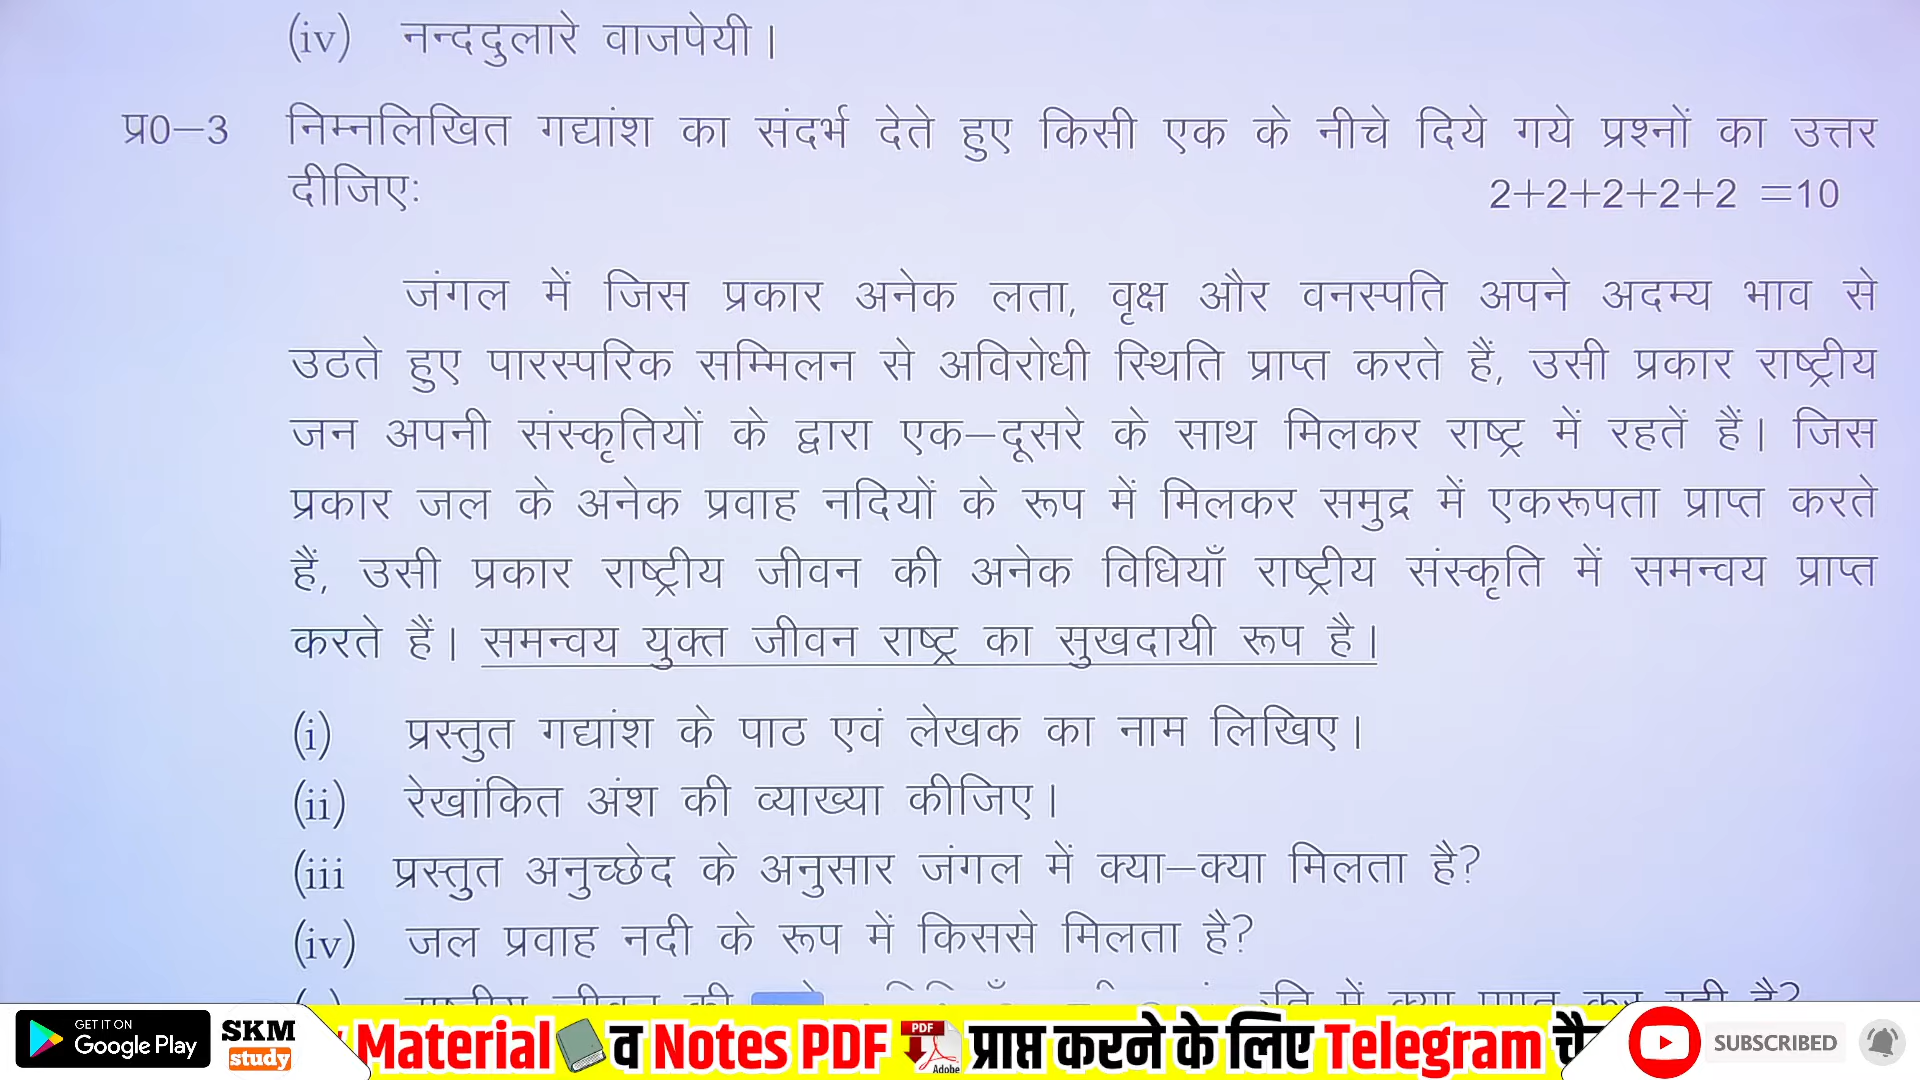 (iv) नन्ददुलारे वाजपेयी।
प्र0–3 निम्नलिखित गद्यांश का संदर्भ देते हुए किसी एक के नीचे दिये गये प्रश्नों का उत्तर
दीजिए: 2+2+2+2+2 =10
जंगल में जिस प्रकार अनेक लता, वृक्ष और वनस्पति अपने अदम्य भाव से
उठते हुए पारस्परिक सम्मिलन से अविरोधी स्थिति प्राप्त करते हैं, उसी प्रकार राष्ट्रीय
जन अपनी संस्कृतियों के द्वारा एक–दूसरे के साथ मिलकर राष्ट्र में रहतें हैं। जिस
प्रकार जल के अनेक प्रवाह नदियों के रूप में मिलकर समुद्र में एकरूपता प्राप्त करते
हैं, उसी प्रकार राष्ट्रीय जीवन की अनेक विधियाँ राष्ट्रीय संस्कृति में समन्वय प्राप्त
करते हैं। समन्वय युक्त जीवन राष्ट्र का सुखदायी रूप है।
(i) प्रस्तुत गद्यांश के पाठ एवं लेखक का नाम लिखिए।
(ii) रेखांकित अंश की व्याख्या कीजिए।
(iii प्रस्तुत अनुच्छेद के अनुसार जंगल में क्या–क्या मिलता है?
(iv) जल प्रवाह नदी के रूप में किससे मिलता है?
GET IT ON
Google Play
SKM
study
Material व Notes PDF PDF Adobe प्राप्त करने के लिए Telegram
SUBSCRIBED